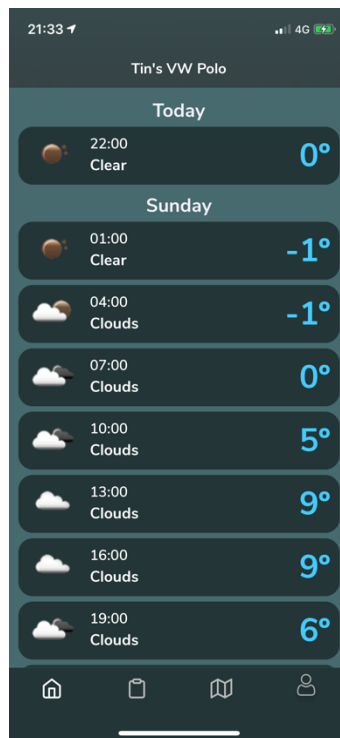 21:33
4G
Tin's VW Polo
Today
22:00
Clear
0°
Sunday
01:00
Clear
-1°
04:00
Clouds
-1°
07:00
Clouds
0°
10:00
Clouds
5°
13:00
Clouds
9°
16:00
Clouds
9°
19:00
Clouds
6°